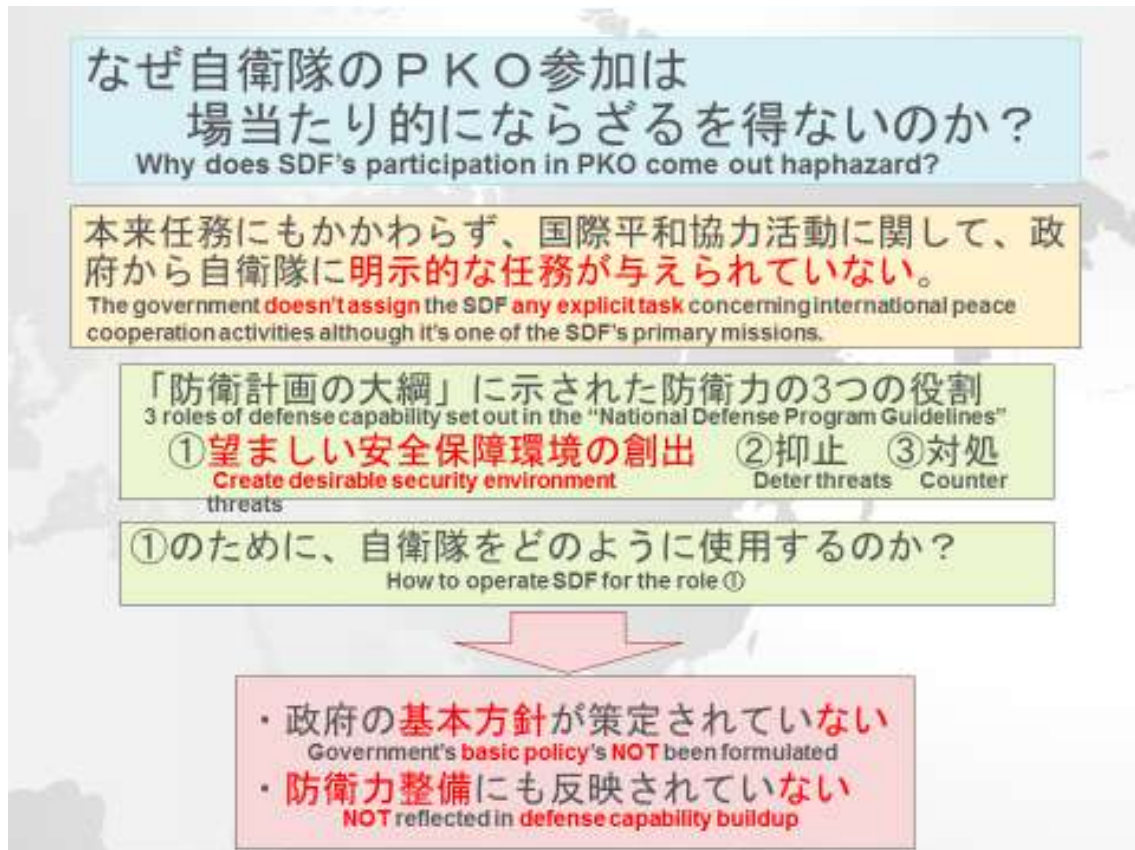 なぜ自衛隊のＰＫＯ参加は
場当たり的にならざるを得ないのか？
Why does SDF's participation in PKO come out haphazard?
本来任務にもかかわらず、国際平和協力活動に関して、政
府から自衛隊に明示的な任務が与えられていない。
The government doesn't assign the SDF any explicit task concerning international peace
cooperation activities although it's one of the SDF's primary missions.
「防衛計画の大綱」に示された防衛力の3つの役割
3 roles of defense capability set out in the “National Defense Program Guidelines”
①望ましい安全保障環境の創出　②抑止　③対処
Create desirable security environment Deter threats Counter
threats
①のために、自衛隊をどのように使用するのか？
How to operate SDF for the role ①
・政府の基本方針が策定されていない
Government's basic policy's NOT been formulated
・防衛力整備にも反映されていない
NOT reflected in defense capability buildup